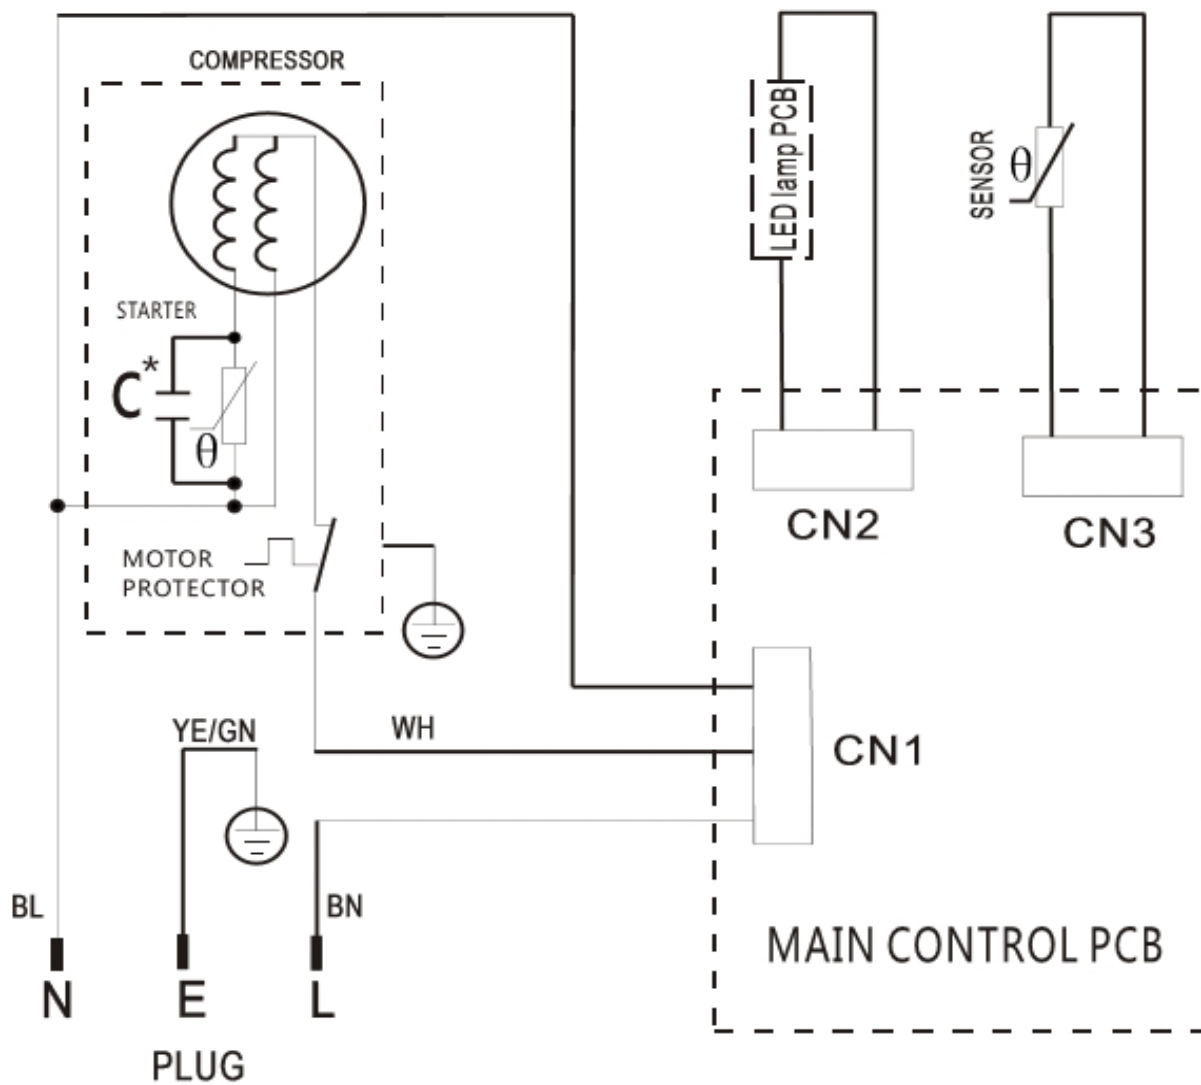 COMPRESSOR
LED lamp PCB
SENSOR
θ
STARTER
C*
θ
CN2
CN3
MOTOR
PROTECTOR
YE/GN
WH
CN1
BL
BN
MAIN CONTROL PCB
N
E
L
PLUG